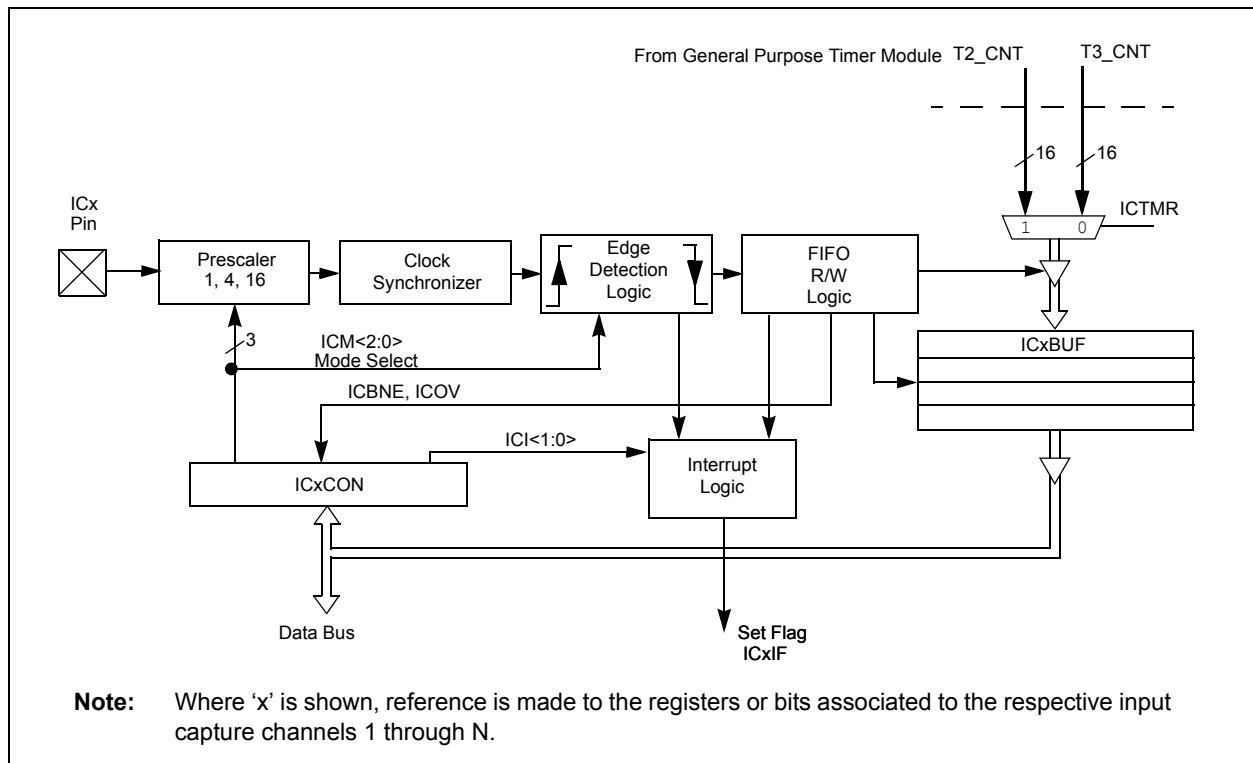 From General Purpose Timer Module T2_CNT T3_CNT
16 16
ICx
Pin
1 0
ICTMR
Prescaler
1, 4, 16
Clock
Synchronizer
Edge
Detection
Logic
FIFO
R/W
Logic
3
ICM<2:0>
Mode Select
ICxBUF
ICBNE, ICOV
ICI<1:0>
Interrupt
Logic
ICxCON
Data Bus
Set Flag
ICxIF
Note: Where ‘x’ is shown, reference is made to the registers or bits associated to the respective input
capture channels 1 through N.